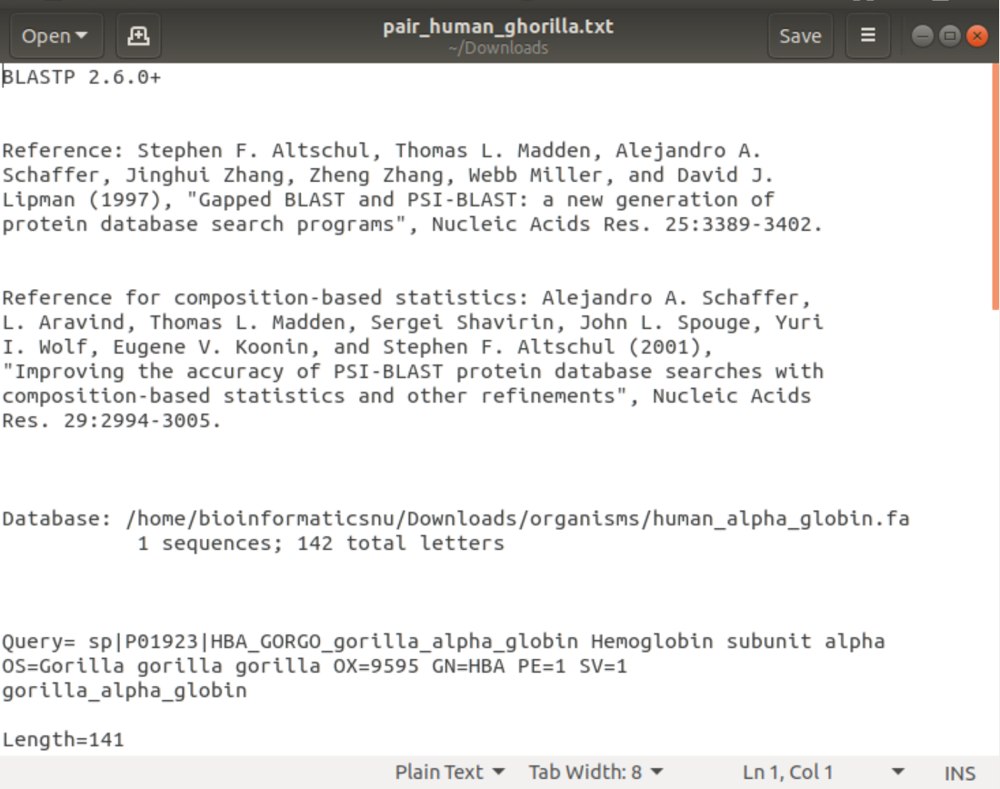 Open
pair_human_ghorilla.txt
~/Downloads
Save
BLASTP 2.6.0+
Reference: Stephen F. Altschul, Thomas L. Madden, Alejandro A.
Schaffer, Jinghui Zhang, Zheng Zhang, Webb Miller, and David J.
Lipman (1997), "Gapped BLAST and PSI-BLAST: a new generation of
protein database search programs", Nucleic Acids Res. 25:3389-3402.
Reference for composition-based statistics: Alejandro A. Schaffer,
L. Aravind, Thomas L. Madden, Sergei Shavirin, John L. Spouge, Yuri
I. Wolf, Eugene V. Koonin, and Stephen F. Altschul (2001),
"Improving the accuracy of PSI-BLAST protein database searches with
composition-based statistics and other refinements", Nucleic Acids
Res. 29:2994-3005.
Database: /home/bioinformaticsnu/Downloads/organisms/human_alpha_globin.fa
1 sequences; 142 total letters
Query= sp|P01923|HBA_GORGO_gorilla_alpha_globin Hemoglobin subunit alpha
OS=Gorilla gorilla gorilla OX=9595 GN=HBA PE=1 SV=1
gorilla_alpha_globin
Length=141
Plain Text Tab Width: 8 Ln 1, Col 1 INS